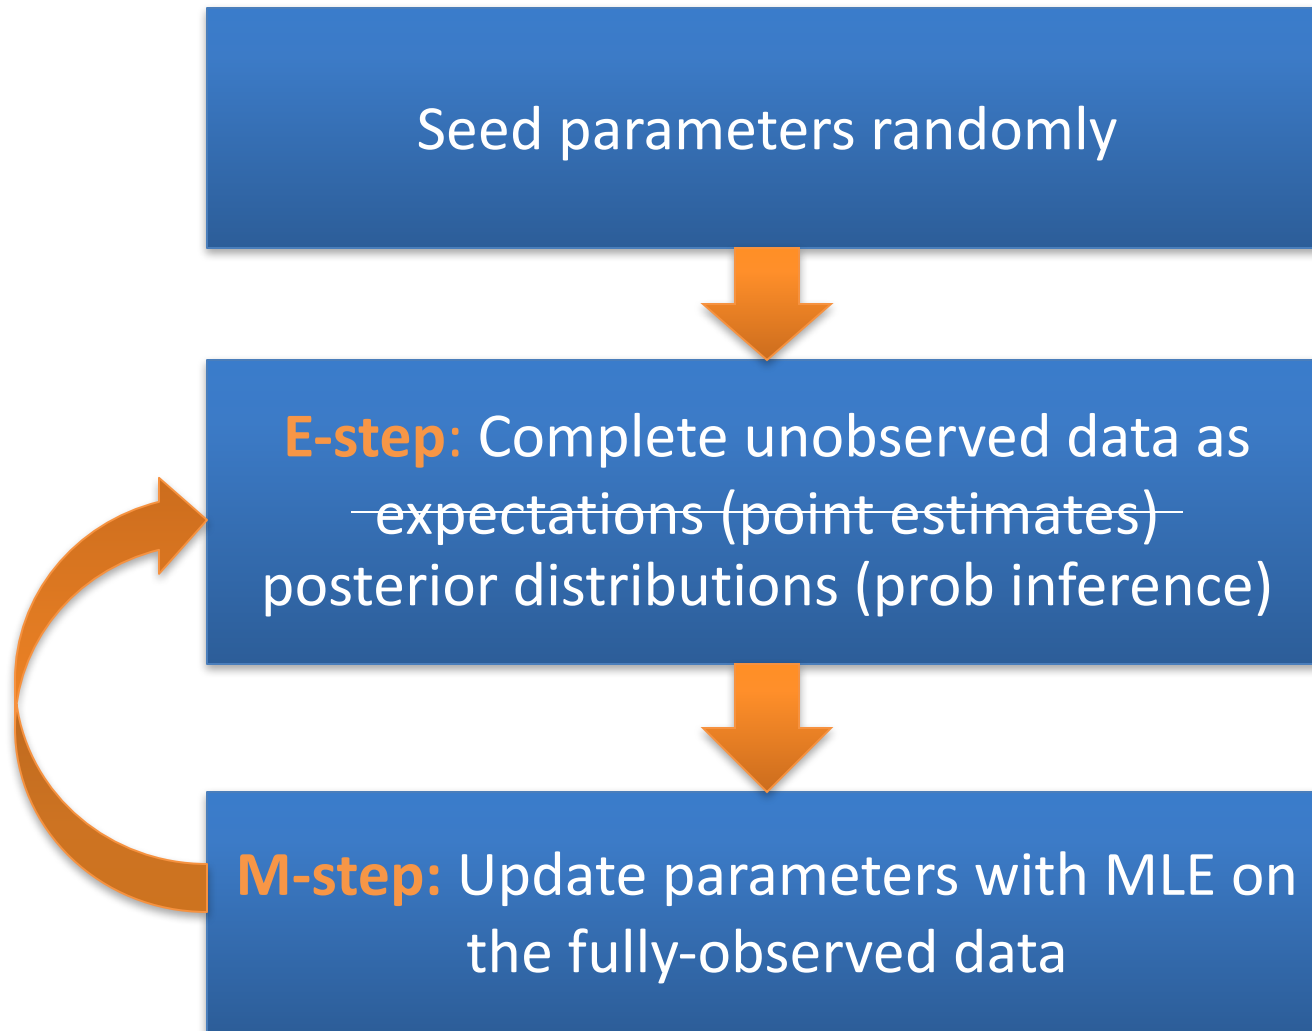 Seed parameters randomly
E-step: Complete unobserved data as
expectations (point estimates)
posterior distributions (prob inference)
M-step: Update parameters with MLE on
the fully-observed data